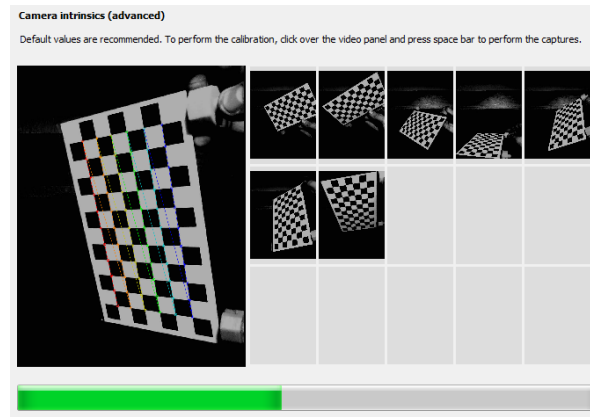 Camera intrinsics (advanced)
Default values are recommended. To perform the calibration, click over the video panel and press space bar to perform the captures.